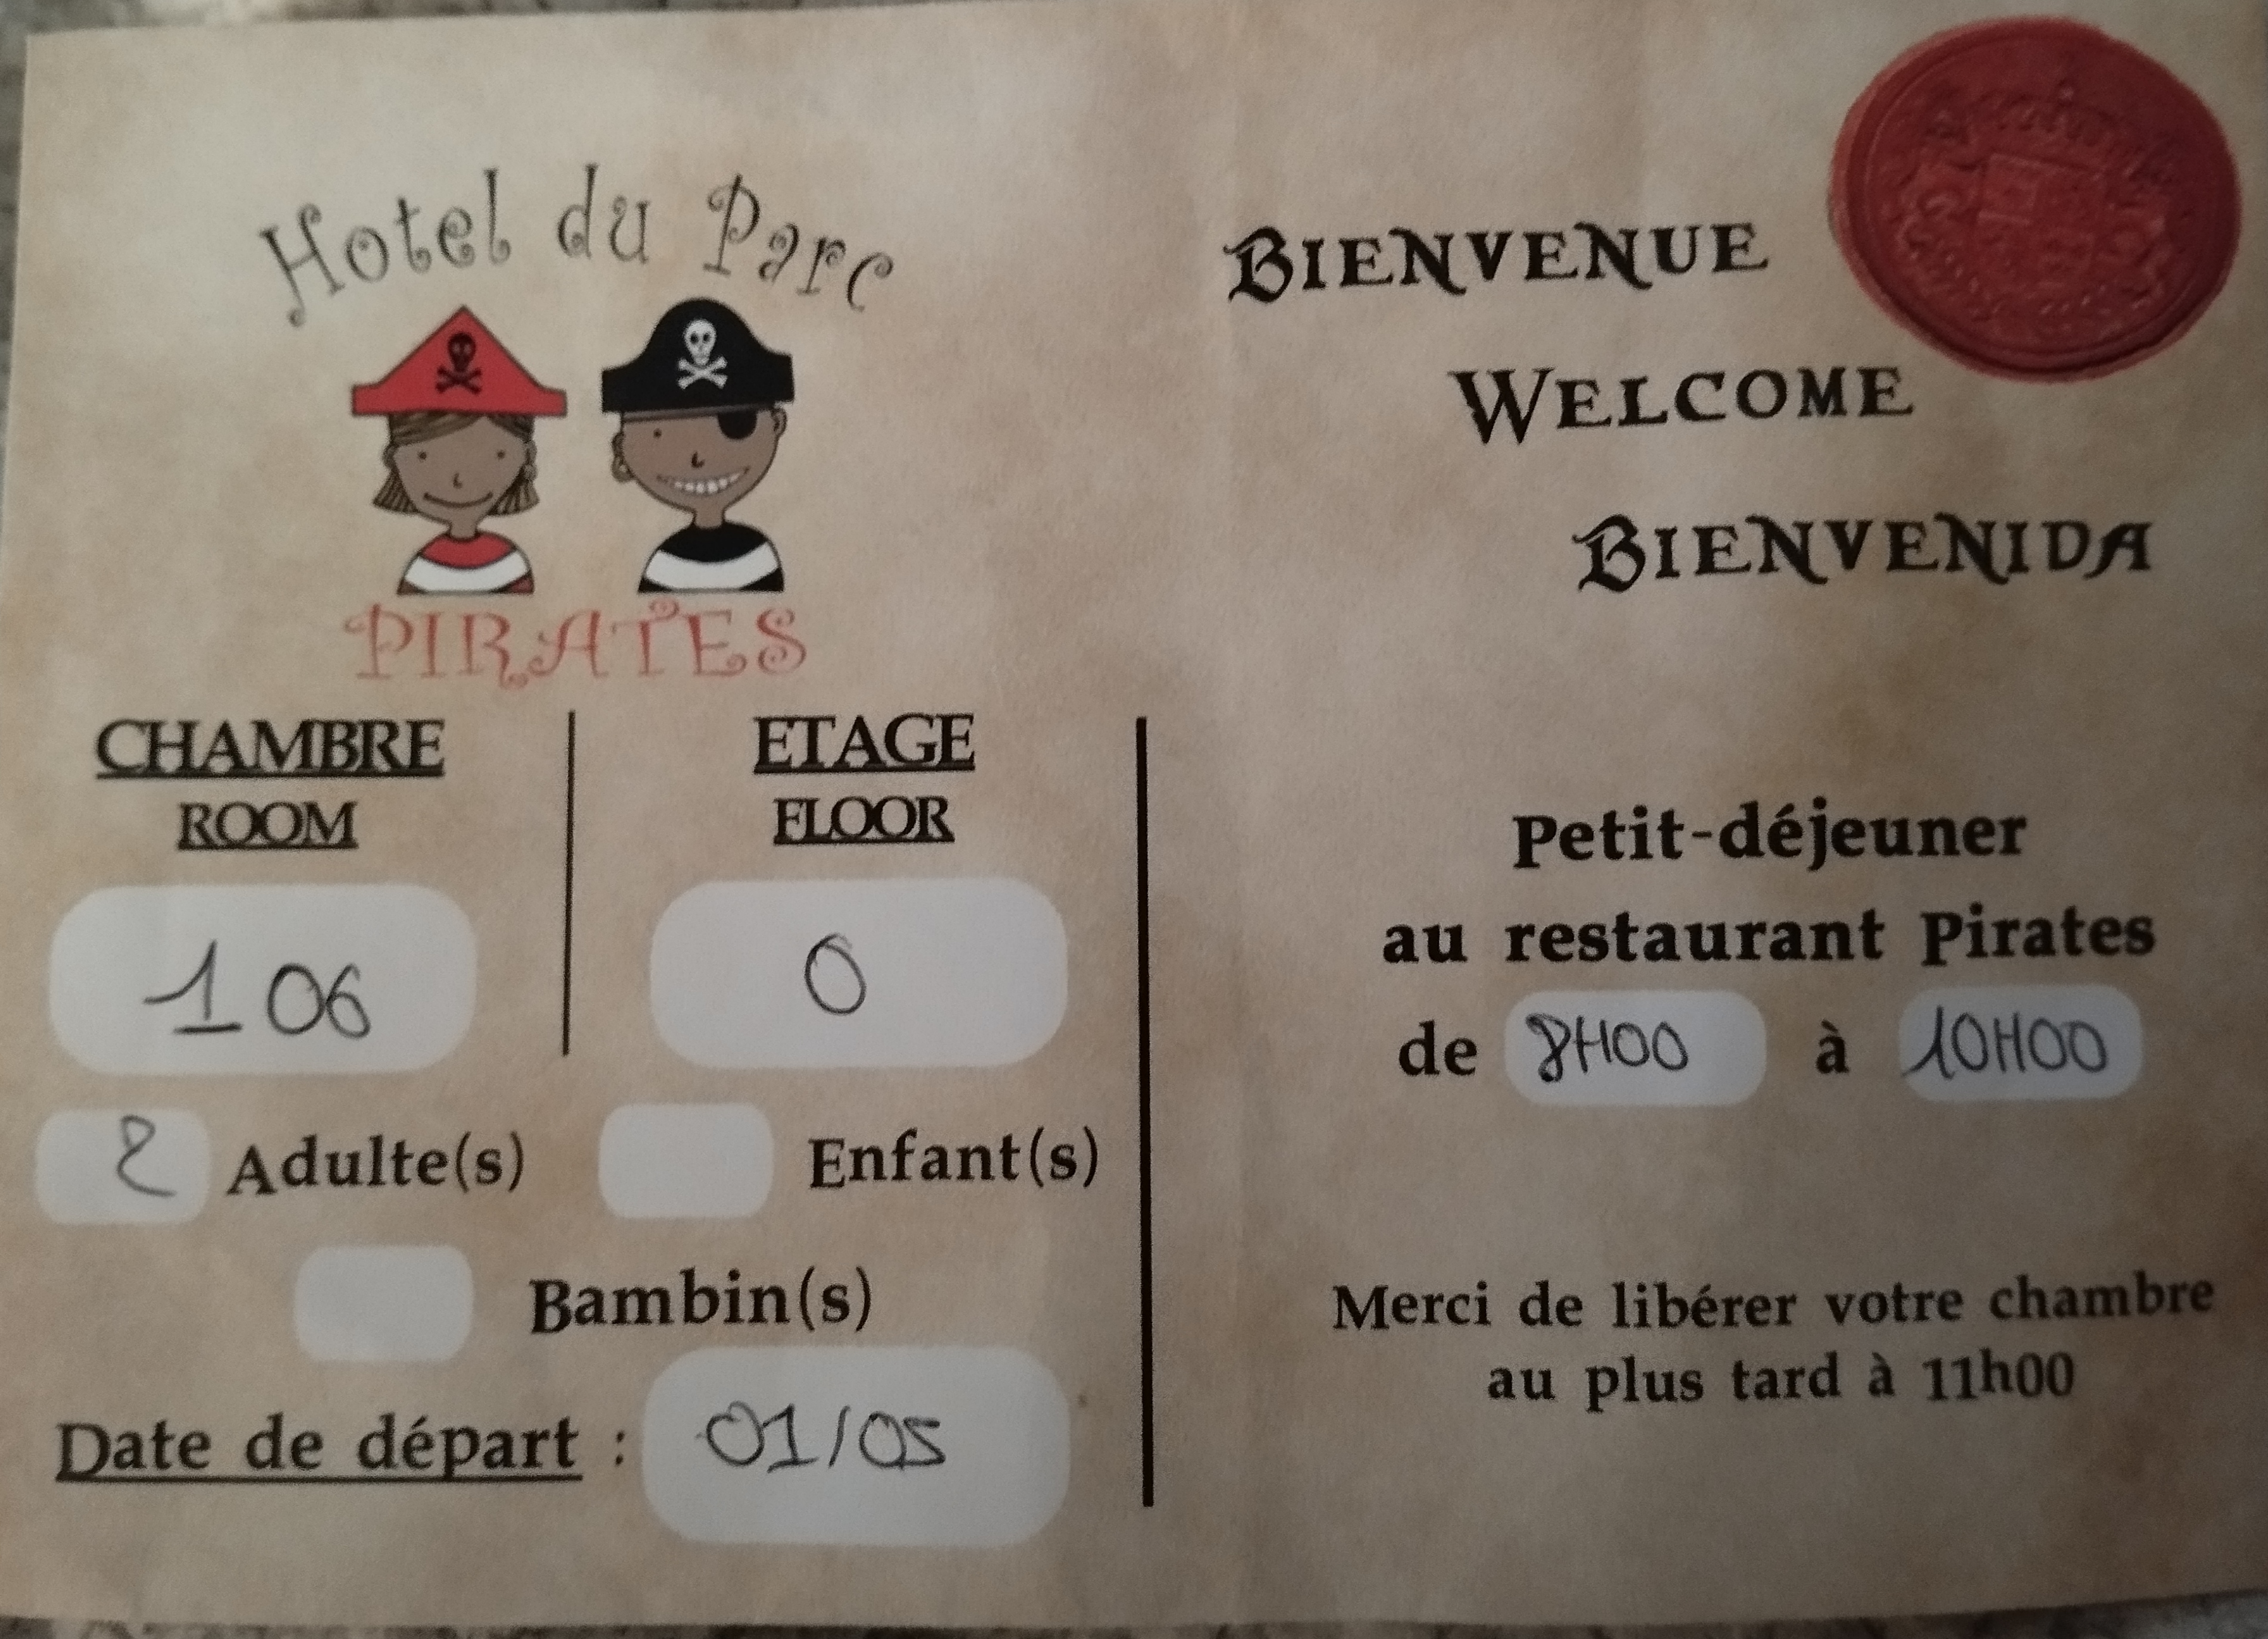 Hotel du Parc
PIRATES
BIENVENUE
WELCOME
BIENVENIDA
CHAMBRE
ROOM
106
ETAGE
FLOOR
0
2 Adulte(s)
Enfant(s)
Bambin(s)
Date de départ : 01/05
Petit-déjeuner
au restaurant Pirates
de 8H00 à 10H00
Merci de libérer votre chambre
au plus tard à 11h00